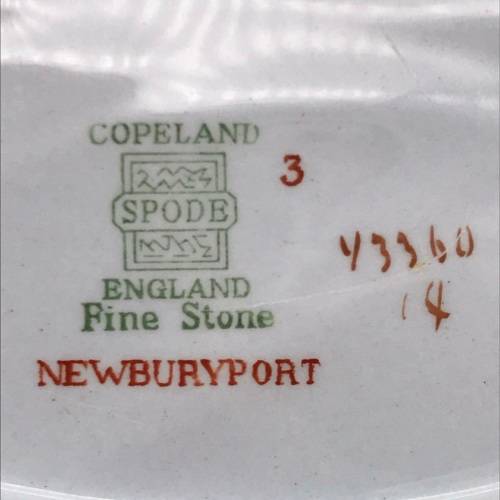 COPELAND
3
SPODE
ENGLAND
Fine Stone
NEWBURYPORT
Y3360
14